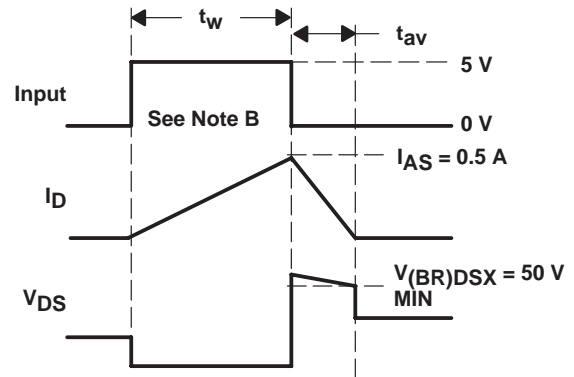 tw
tav
5 V
Input
See Note B
0 V
IAS = 0.5 A
ID
V(BR)DSX = 50 V
MIN
VDS